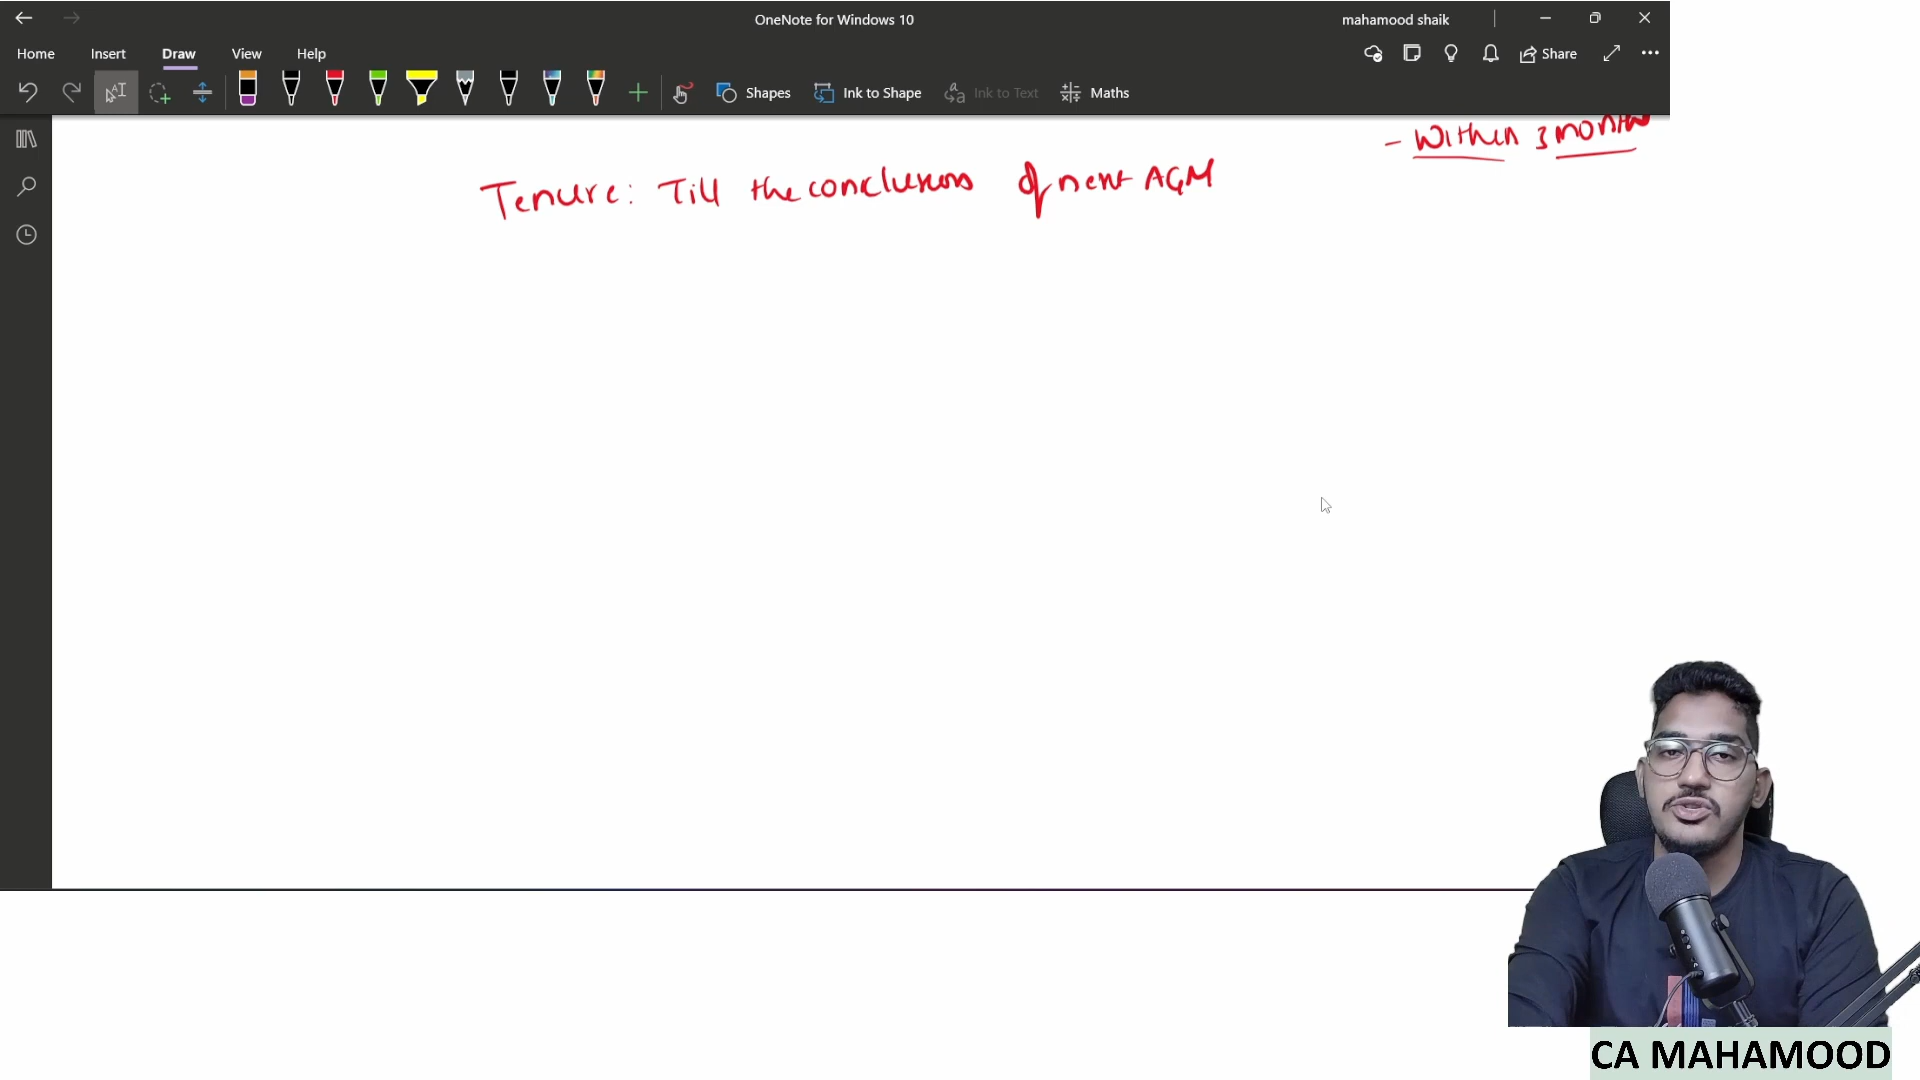 OneNote for Windows 10
mahamood shaik
Home Insert Draw View Help
Share
Shapes Ink to Shape Ink to Text Maths
- Within 3 months
Tenure: Till the conclusions of next AGM
CA MAHAMOOD